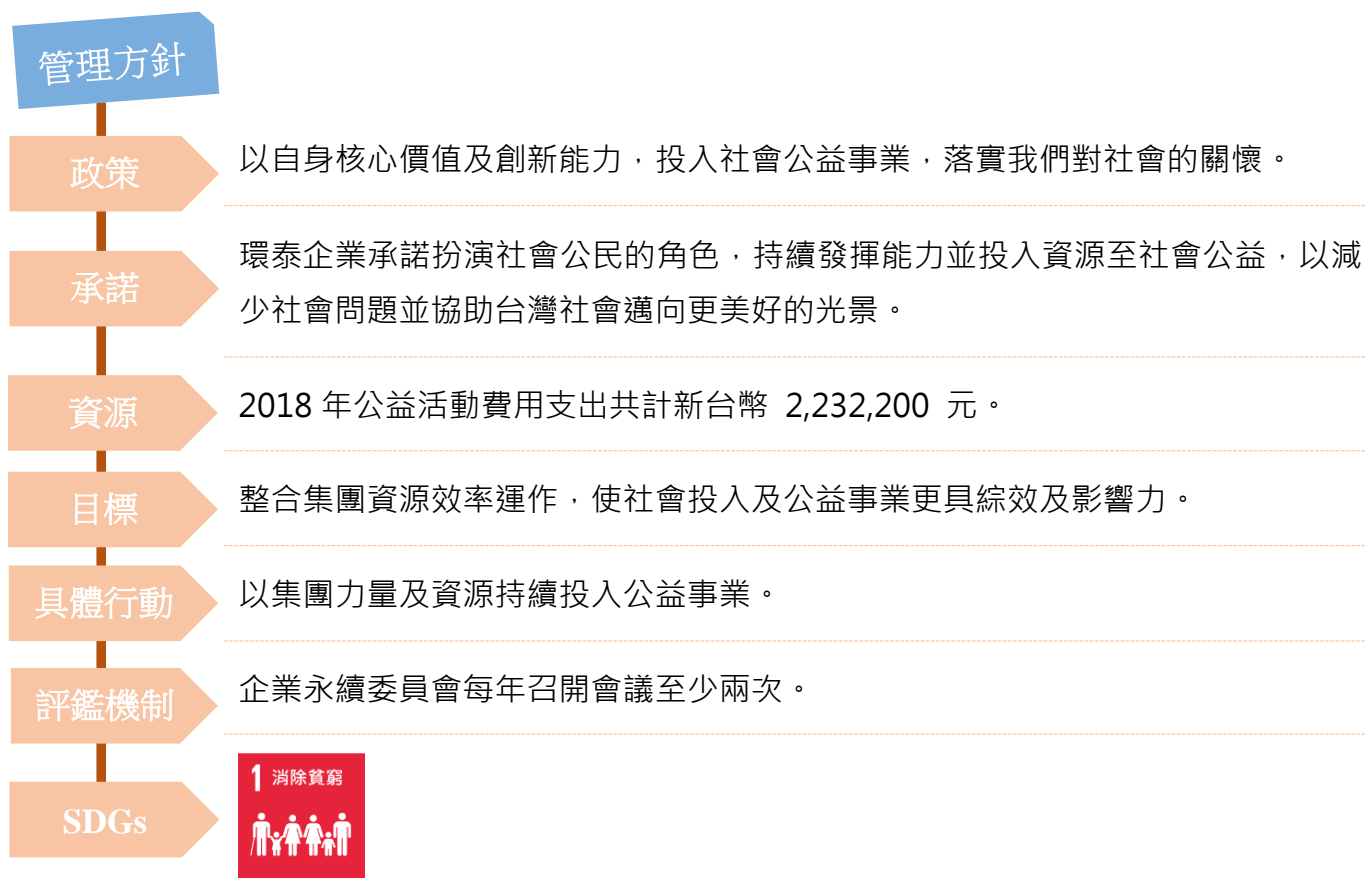 管理方針
政策
以自身核心價值及創新能力，投入社會公益事業，落實我們對社會的關懷。
承諾
環泰企業承諾扮演社會公民的角色，持續發揮能力並投入資源至社會公益，以減
少社會問題並協助台灣社會邁向更美好的光景。
資源
2018 年公益活動費用支出共計新台幣 2,232,200 元。
目標
整合集團資源效率運作，使社會投入及公益事業更具綜效及影響力。
具體行動
以集團力量及資源持續投入公益事業。
評鑑機制
企業永續委員會每年召開會議至少兩次。
SDGs
1 消除貧窮